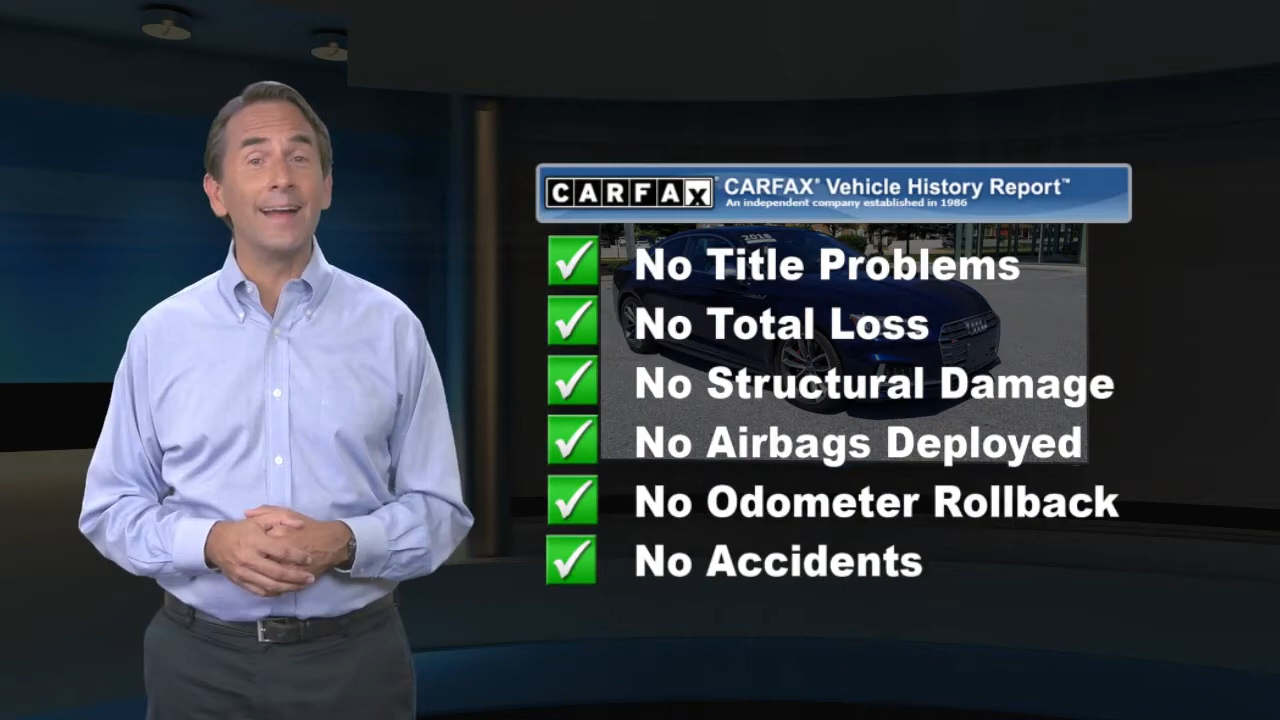 CARFAX
CARFAX® Vehicle History Report™
An independent company established in 1986
2018
No Title Problems
No Total Loss
No Structural Damage
No Airbags Deployed
No Odometer Rollback
No Accidents